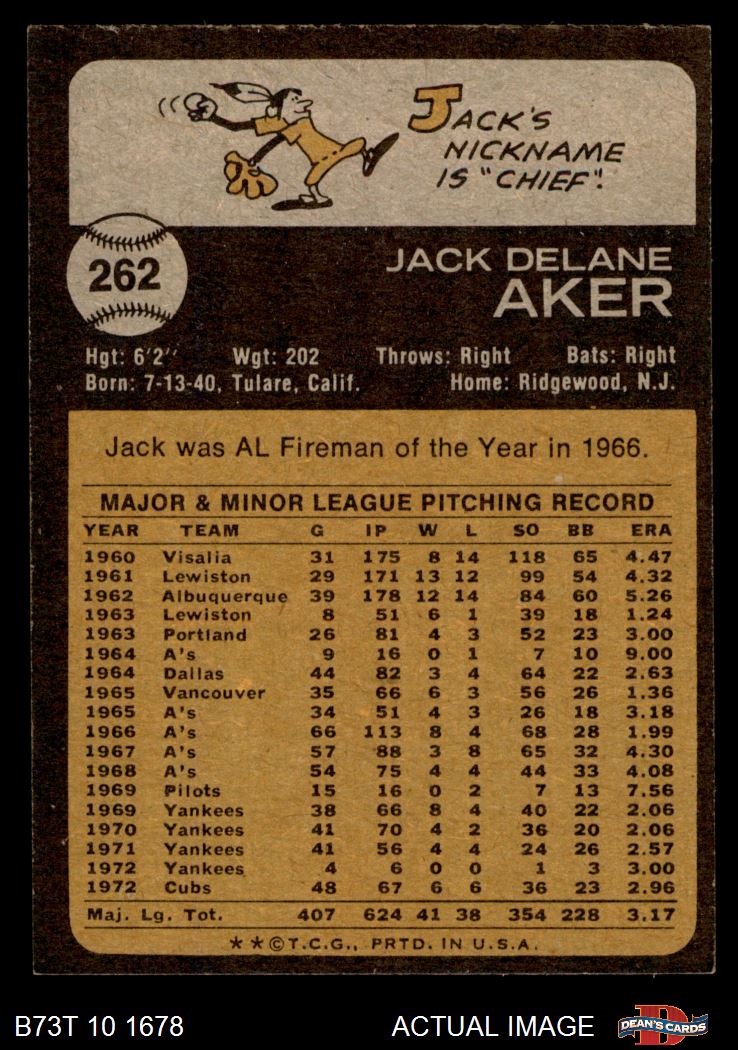 JACK'S
NICKNAME
IS "CHIEF".
262
JACK DELANE
AKER
Hgt: 6'2" Wgt: 202 Throws: Right Bats: Right
Born: 7-13-40, Tulare, Calif. Home: Ridgewood, N.J.
Jack was AL Fireman of the Year in 1966.
MAJOR & MINOR LEAGUE PITCHING RECORD
YEAR TEAM G IP W L SO BB ERA
1960 Visalia 31 175 8 14 118 65 4.47
1961 Lewiston 29 171 13 12 99 54 4.32
1962 Albuquerque 39 178 12 14 84 60 5.26
1963 Lewiston 8 51 6 1 39 18 1.24
1963 Portland 26 81 4 3 52 23 3.00
1964 A's 9 16 0 1 7 10 9.00
1964 Dallas 44 82 3 4 64 22 2.63
1965 Vancouver 35 66 6 3 56 26 1.36
1965 A's 34 51 4 3 26 18 3.18
1966 A's 66 113 8 4 68 28 1.99
1967 A's 57 88 3 8 65 32 4.30
1968 A's 54 75 4 4 44 33 4.08
1969 Pilots 15 16 0 2 7 13 7.56
1969 Yankees 38 66 8 4 40 22 2.06
1970 Yankees 41 70 4 2 36 20 2.06
1971 Yankees 41 56 4 4 24 26 2.57
1972 Yankees 4 6 0 0 1 3 3.00
1972 Cubs 48 67 6 6 36 23 2.96
Maj. Lg. Tot. 407 624 41 38 354 228 3.17
★★©T.C.G., PRTD. IN U.S.A.
B73T 10 1678 ACTUAL IMAGE D DEAN'S CARDS